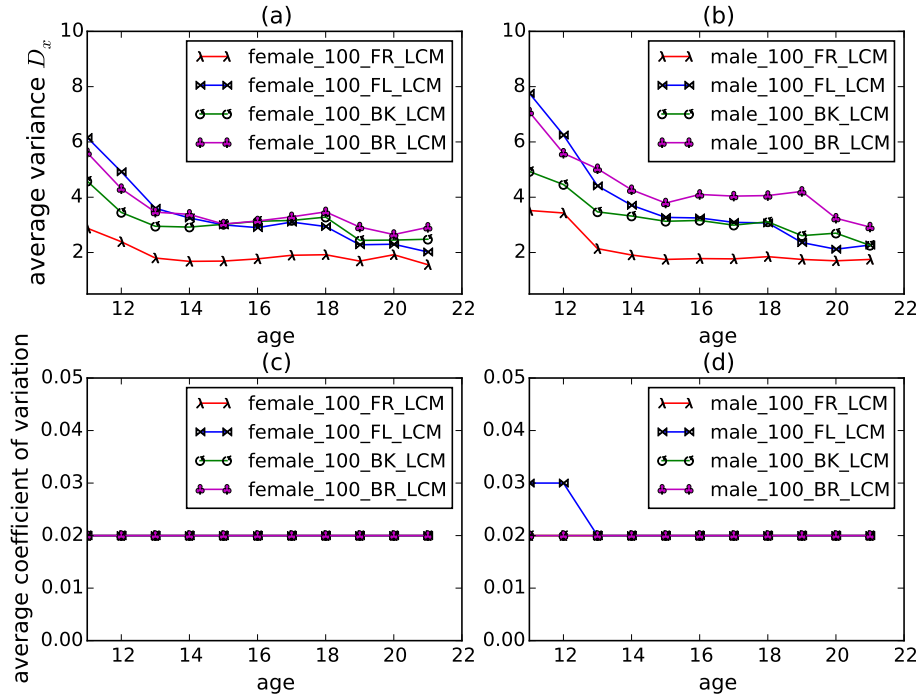 (a)
average variance D_x
10
8
6
4
2
female_100_FR_LCM
female_100_FL_LCM
female_100_BK_LCM
female_100_BR_LCM
12 14 16 18 20 22
age
(b)
10
8
6
4
2
male_100_FR_LCM
male_100_FL_LCM
male_100_BK_LCM
male_100_BR_LCM
12 14 16 18 20 22
age
(c)
average coefficient of variation
0.05
0.04
0.03
0.02
0.01
0.00
female_100_FR_LCM
female_100_FL_LCM
female_100_BK_LCM
female_100_BR_LCM
12 14 16 18 20 22
age
(d)
0.05
0.04
0.03
0.02
0.01
0.00
male_100_FR_LCM
male_100_FL_LCM
male_100_BK_LCM
male_100_BR_LCM
12 14 16 18 20 22
age